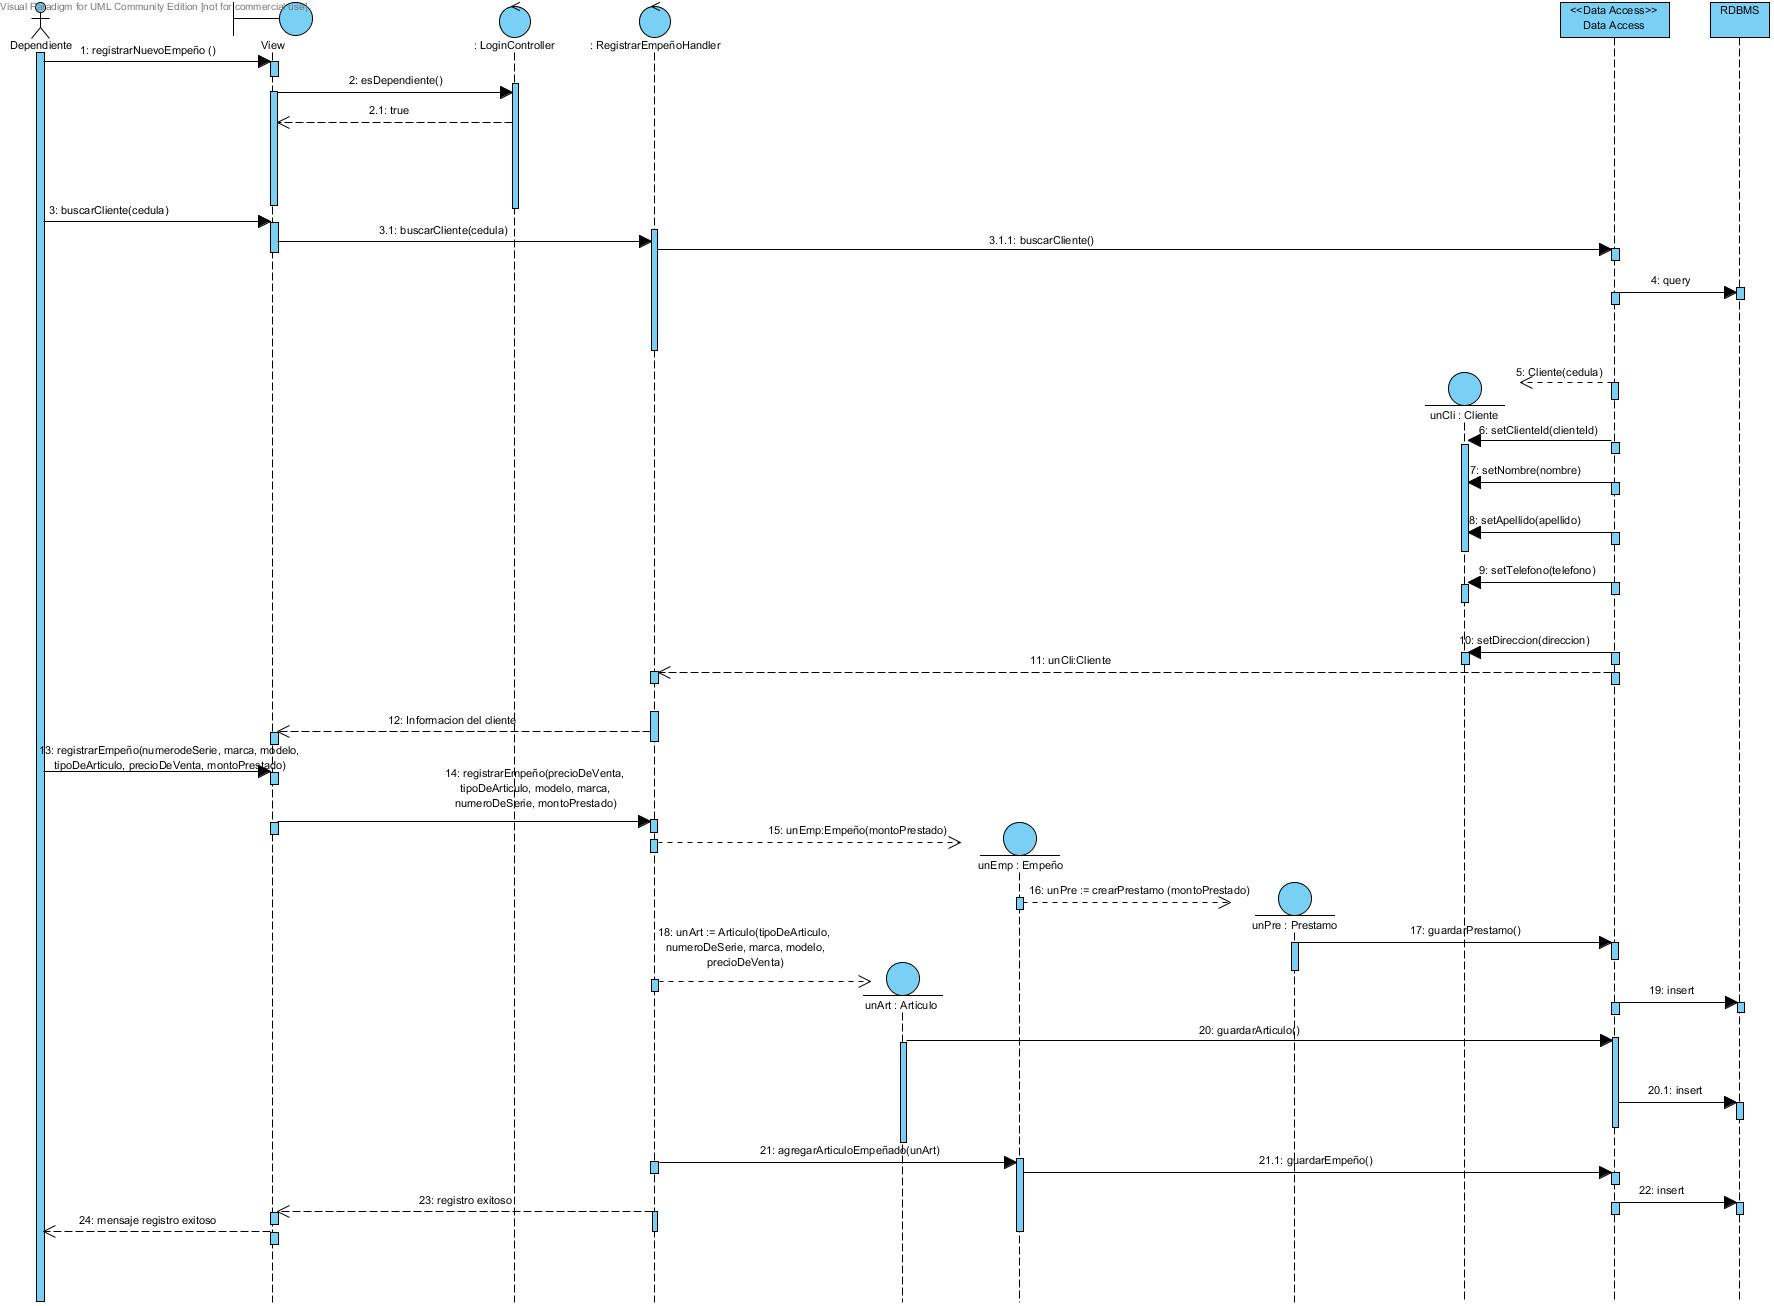 Visual Paradigm for UML Community Edition [not for commercial use]
<<Data Access>>
Data Access
RDBMS
Dependiente
View
: LoginController
: RegistrarEmpeñoHandler
1: registrarNuevoEmpeño ()
2: esDependiente()
2.1: true
3: buscarCliente(cedula)
3.1: buscarCliente(cedula)
3.1.1: buscarCliente()
4: query
5: Cliente(cedula)
unCli : Cliente
6: setClienteId(clienteId)
7: setNombre(nombre)
8: setApellido(apellido)
9: setTelefono(telefono)
10: setDireccion(direccion)
11: unCli:Cliente
12: Informacion del cliente
13: registrarEmpeño(numerodeSerie, marca, modelo,
tipoDeArticulo, precioDeVenta, montoPrestado)
14: registrarEmpeño(precioDeVenta,
tipoDeArticulo, modelo, marca,
numeroDeSerie, montoPrestado)
15: unEmp:Empeño(montoPrestado)
unEmp : Empeño
16: unPre := crearPrestamo (montoPrestado)
unPre : Prestamo
17: guardarPrestamo()
18: unArt := Articulo(tipoDeArticulo,
numeroDeSerie, marca, modelo,
precioDeVenta)
unArt : Articulo
19: insert
20: guardarArticulo()
20.1: insert
21: agregarArticuloEmpeñado(unArt)
21.1: guardarEmpeño()
22: insert
23: registro exitoso
24: mensaje registro exitoso